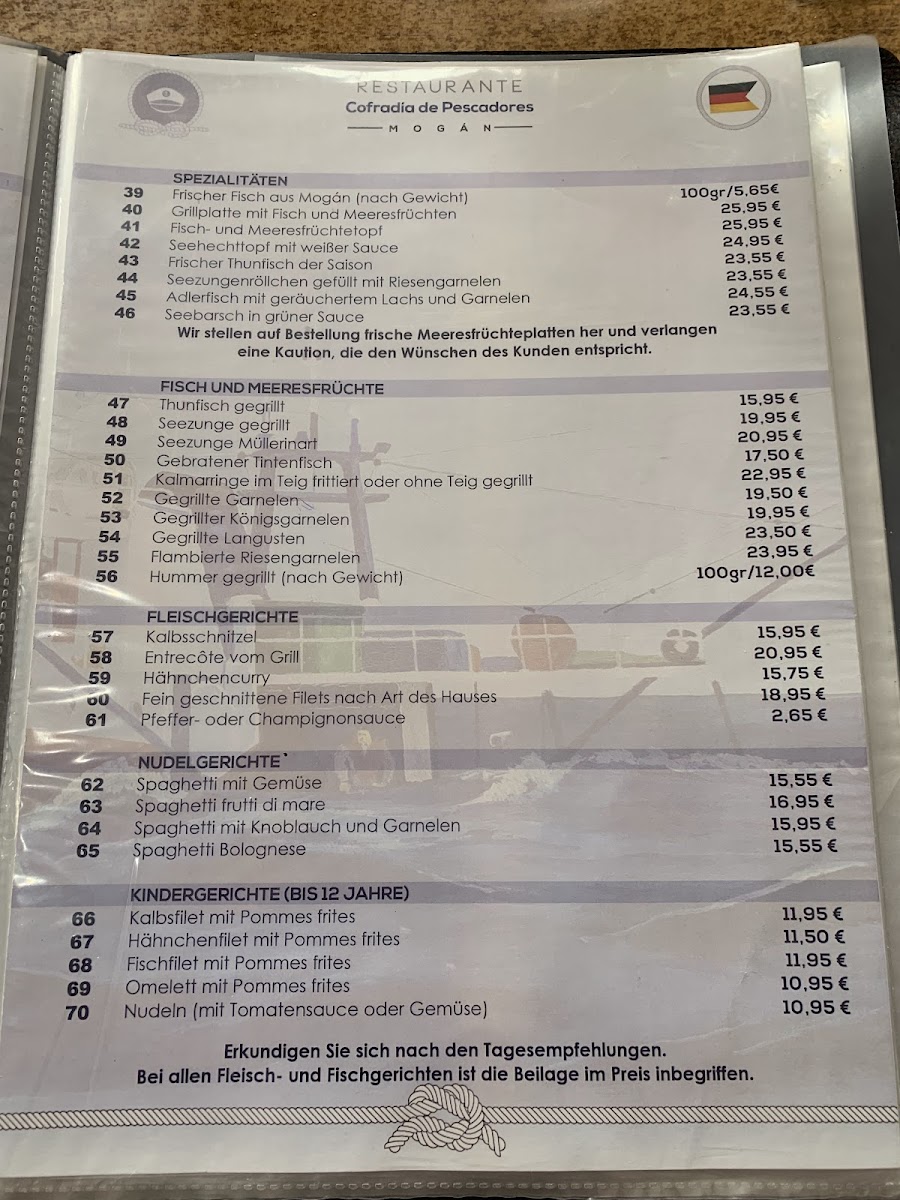 RESTAURANTE
Cofradia de Pescadores
MOGÁN
SPEZIALITÄTEN
39 Frischer Fisch aus Mogán (nach Gewicht) 100gr/5,65€
40 Grillplatte mit Fisch und Meeresfrüchten 25,95 €
41 Fisch- und Meeresfrüchtetopf 25,95 €
42 Seehechttopf mit weißer Sauce 24,95 €
43 Frischer Thunfisch der Saison 23,55 €
44 Seezungenröllchen gefüllt mit Riesengarnelen 23,55 €
45 Adlerfisch mit geräuchertem Lachs und Garnelen 24,55 €
46 Seebarsch in grüner Sauce 23,55 €
Wir stellen auf Bestellung frische Meeresfrüchteplatten her und verlangen
eine Kaution, die den Wünschen des Kunden entspricht.
FISCH UND MEERESFRÜCHTE
47 Thunfisch gegrillt 15,95 €
48 Seezunge gegrillt 19,95 €
49 Seezunge Müllerinart 20,95 €
50 Gebratener Tintenfisch 17,50 €
51 Kalmarringe im Teig frittiert oder ohne Teig gegrillt 22,95 €
52 Gegrillte Garnelen 19,50 €
53 Gegrillter Königsgarnelen 19,95 €
54 Gegrillte Langusten 23,50 €
55 Flambierte Riesengarnelen 23,95 €
56 Hummer gegrillt (nach Gewicht) 100gr/12,00€
FLEISCHGERICHTE
57 Kalbsschnitzel 15,95 €
58 Entrecôte vom Grill 20,95 €
59 Hähnchencurry 15,75 €
60 Fein geschnittene Filets nach Art des Hauses 18,95 €
61 Pfeffer- oder Champignonsauce 2,65 €
NUDELGERICHTE
62 Spaghetti mit Gemüse 15,55 €
63 Spaghetti frutti di mare 16,95 €
64 Spaghetti mit Knoblauch und Garnelen 15,95 €
65 Spaghetti Bolognese 15,55 €
KINDERGERICHTE (BIS 12 JAHRE)
66 Kalbsfilet mit Pommes frites 11,95 €
67 Hähnchenfilet mit Pommes frites 11,50 €
68 Fischfilet mit Pommes frites 11,95 €
69 Omelett mit Pommes frites 10,95 €
70 Nudeln (mit Tomatensauce oder Gemüse) 10,95 €
Erkundigen Sie sich nach den Tagesempfehlungen.
Bei allen Fleisch- und Fischgerichten ist die Beilage im Preis inbegriffen.